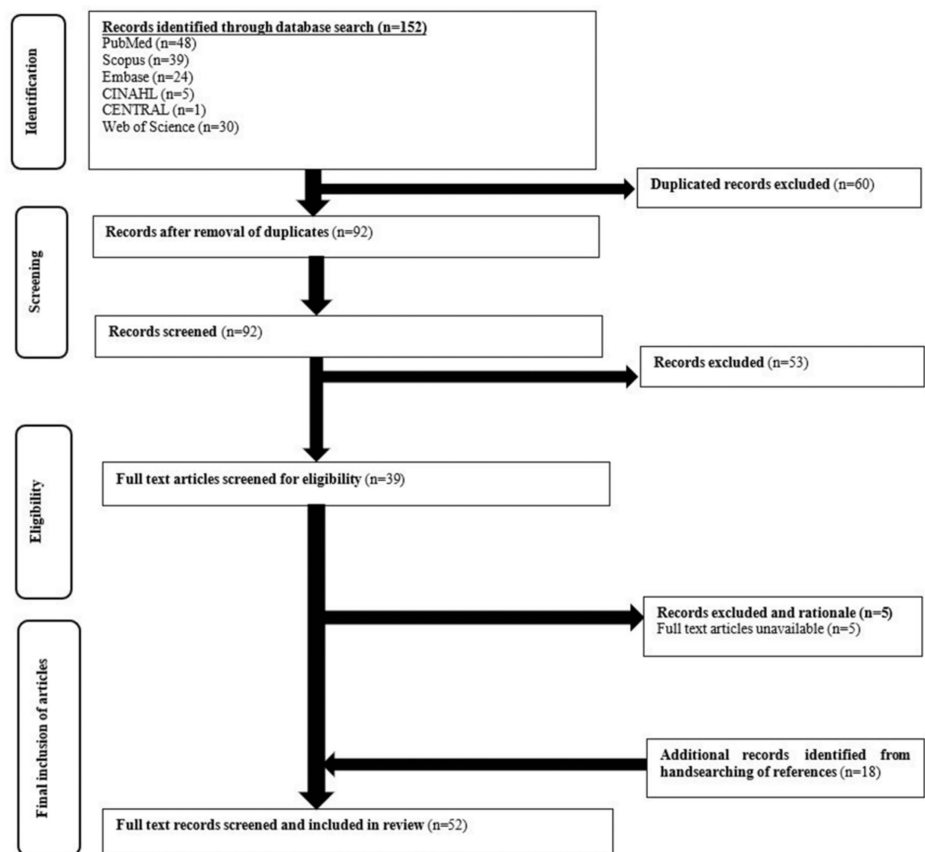 Identification
Records identified through database search (n=152)
PubMed (n=48)
Scopus (n=39)
Embase (n=24)
CINAHL (n=5)
CENTRAL (n=1)
Web of Science (n=30)
Duplicated records excluded (n=60)
Screening
Records after removal of duplicates (n=92)
Records screened (n=92)
Records excluded (n=53)
Eligibility
Full text articles screened for eligibility (n=39)
Records excluded and rationale (n=5)
Full text articles unavailable (n=5)
Final inclusion of articles
Additional records identified from
handsearching of references (n=18)
Full text records screened and included in review (n=52)